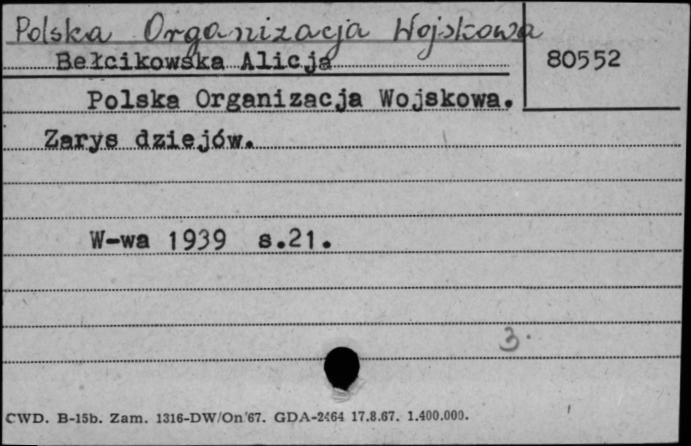 Polska Organizacja Wojskowa
Bełcikowska Alicja
80552
Polska Organizacja Wojskowa.
Zarys dziejów.
W-wa 1939 s.21.
3.
CWD. B-15b. Zam. 1316-DW/On'67. GDA-2464 17.8.67. 1.400.000.